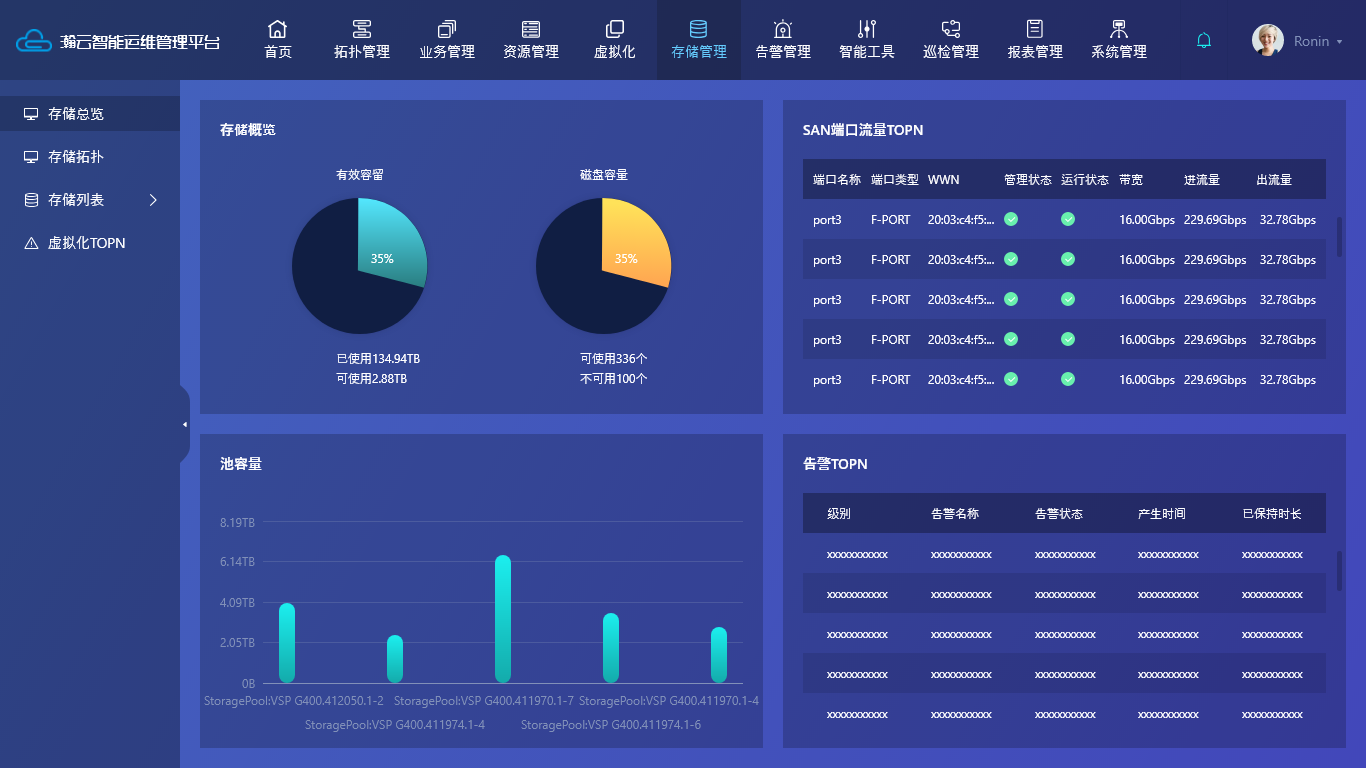 瀚云智能运维管理平台
首页 拓扑管理 业务管理 资源管理 虚拟化 存储管理 告警管理 智能工具 巡检管理 报表管理 系统管理 Ronin
存储总览
存储拓扑
存储列表
虚拟化TOPN
存储概览
有效容留 磁盘容量
35% 35%
已使用134.94TB 可使用336个
可使用2.88TB 不可用100个
SAN端口流量TOPN
端口名称 端口类型 WWN 管理状态 运行状态 带宽 进流量 出流量
port3 F-PORT 20:03:c4:f5:... 16.00Gbps 229.69Gbps 32.78Gbps
port3 F-PORT 20:03:c4:f5:... 16.00Gbps 229.69Gbps 32.78Gbps
port3 F-PORT 20:03:c4:f5:... 16.00Gbps 229.69Gbps 32.78Gbps
port3 F-PORT 20:03:c4:f5:... 16.00Gbps 229.69Gbps 32.78Gbps
port3 F-PORT 20:03:c4:f5:... 16.00Gbps 229.69Gbps 32.78Gbps
池容量
8.19TB
6.14TB
4.09TB
2.05TB
0B
StoragePool:VSP G400.412050.1-2 StoragePool:VSP G400.411970.1-7 StoragePool:VSP G400.411970.1-4
StoragePool:VSP G400.411974.1-4 StoragePool:VSP G400.411974.1-6
告警TOPN
级别 告警名称 告警状态 产生时间 已保持时长
xxxxxxxxxxx xxxxxxxxxxx xxxxxxxxxxx xxxxxxxxxxx xxxxxxxxxxx
xxxxxxxxxxx xxxxxxxxxxx xxxxxxxxxxx xxxxxxxxxxx xxxxxxxxxxx
xxxxxxxxxxx xxxxxxxxxxx xxxxxxxxxxx xxxxxxxxxxx xxxxxxxxxxx
xxxxxxxxxxx xxxxxxxxxxx xxxxxxxxxxx xxxxxxxxxxx xxxxxxxxxxx
xxxxxxxxxxx xxxxxxxxxxx xxxxxxxxxxx xxxxxxxxxxx xxxxxxxxxxx